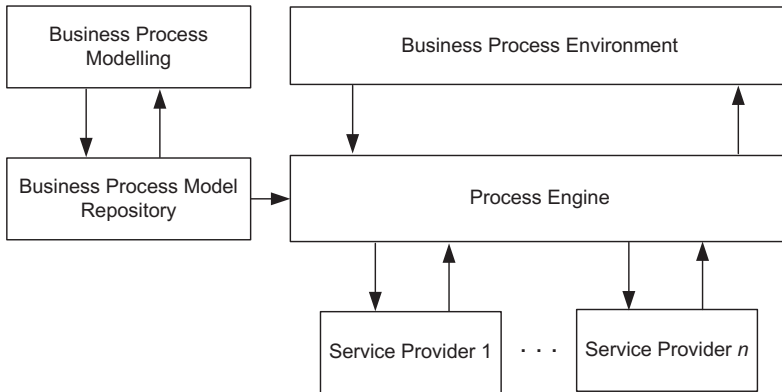 Business Process
Modelling
Business Process Environment
Business Process Model
Repository
Process Engine
Service Provider 1
. . .
Service Provider n